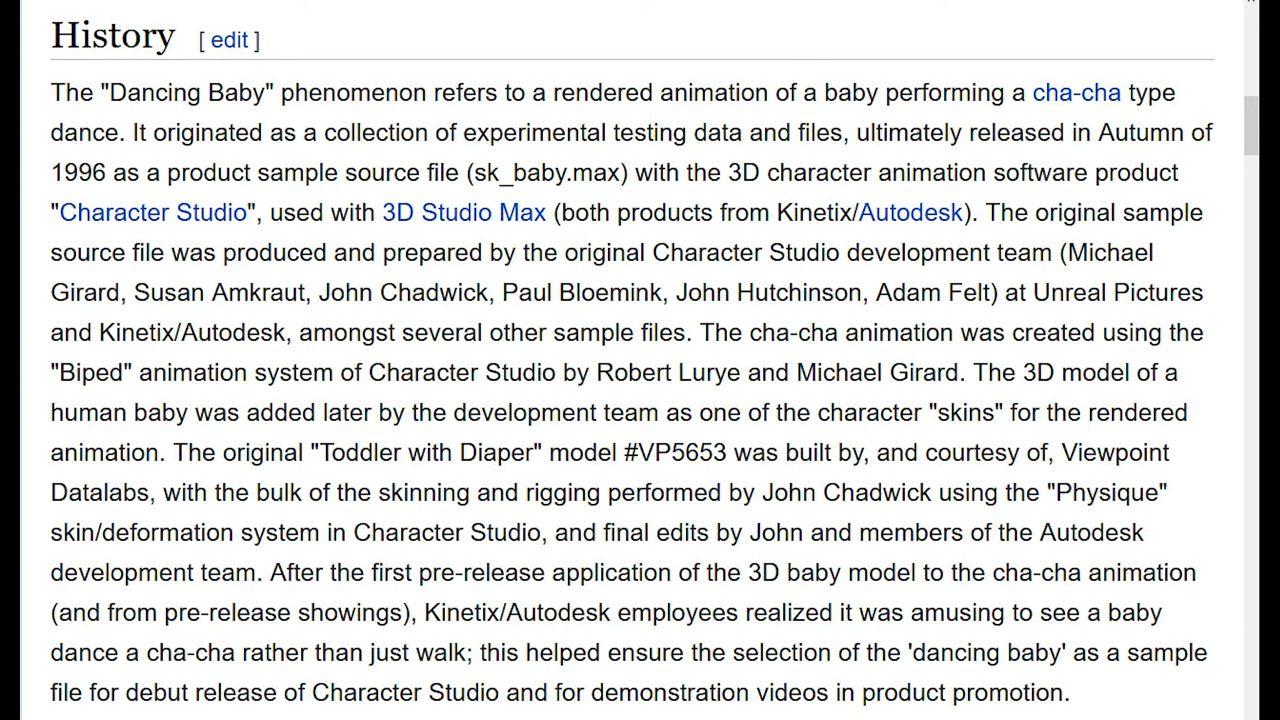 History [ edit ]
The "Dancing Baby" phenomenon refers to a rendered animation of a baby performing a cha-cha type
dance. It originated as a collection of experimental testing data and files, ultimately released in Autumn of
1996 as a product sample source file (sk_baby.max) with the 3D character animation software product
"Character Studio", used with 3D Studio Max (both products from Kinetix/Autodesk). The original sample
source file was produced and prepared by the original Character Studio development team (Michael
Girard, Susan Amkraut, John Chadwick, Paul Bloemink, John Hutchinson, Adam Felt) at Unreal Pictures
and Kinetix/Autodesk, amongst several other sample files. The cha-cha animation was created using the
"Biped" animation system of Character Studio by Robert Lurye and Michael Girard. The 3D model of a
human baby was added later by the development team as one of the character "skins" for the rendered
animation. The original "Toddler with Diaper" model #VP5653 was built by, and courtesy of, Viewpoint
Datalabs, with the bulk of the skinning and rigging performed by John Chadwick using the "Physique"
skin/deformation system in Character Studio, and final edits by John and members of the Autodesk
development team. After the first pre-release application of the 3D baby model to the cha-cha animation
(and from pre-release showings), Kinetix/Autodesk employees realized it was amusing to see a baby
dance a cha-cha rather than just walk; this helped ensure the selection of the 'dancing baby' as a sample
file for debut release of Character Studio and for demonstration videos in product promotion.